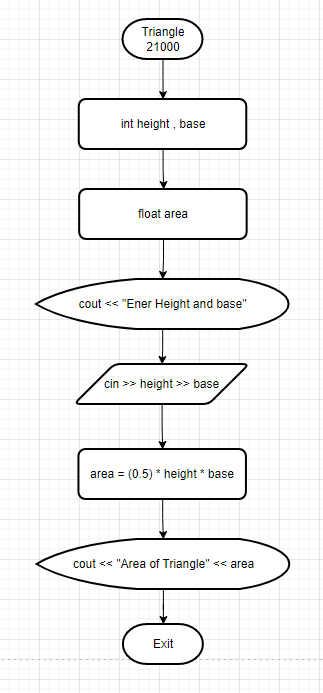 Triangle
21000
int height , base
float area
cout << "Ener Height and base"
cin >> height >> base
area = (0.5) * height * base
cout << "Area of Triangle" << area
Exit